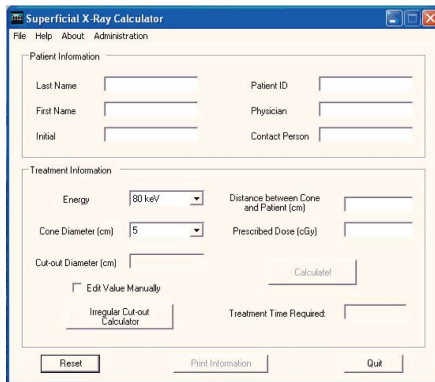 Superficial X-Ray Calculator
File Help About Administration
Patient Information
Last Name
Patient ID
First Name
Physician
Initial
Contact Person
Treatment Information
Energy
80 keV
Distance between Cone
and Patient (cm)
Cone Diameter (cm)
5
Prescribed Dose (cGy)
Cut-out Diameter (cm)
Calculate!
Edit Value Manually
Irregular Cut-out
Calculator
Treatment Time Required:
Reset
Print Information
Quit